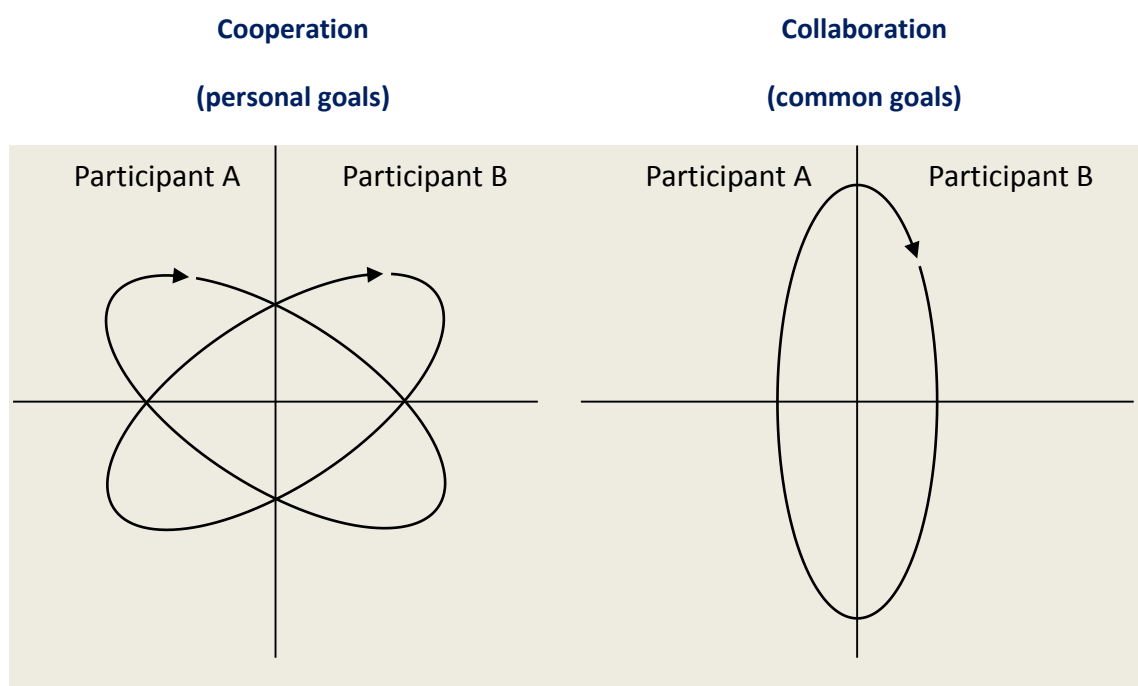 Cooperation
(personal goals)
Collaboration
(common goals)
Participant A
Participant B
Participant A
Participant B